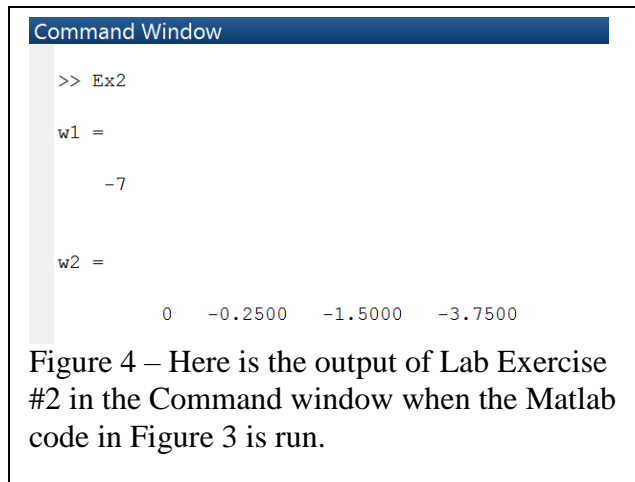 Command Window
>> Ex2
w1 =
-7
w2 =
0 -0.2500 -1.5000 -3.7500
Figure 4 – Here is the output of Lab Exercise
#2 in the Command window when the Matlab
code in Figure 3 is run.